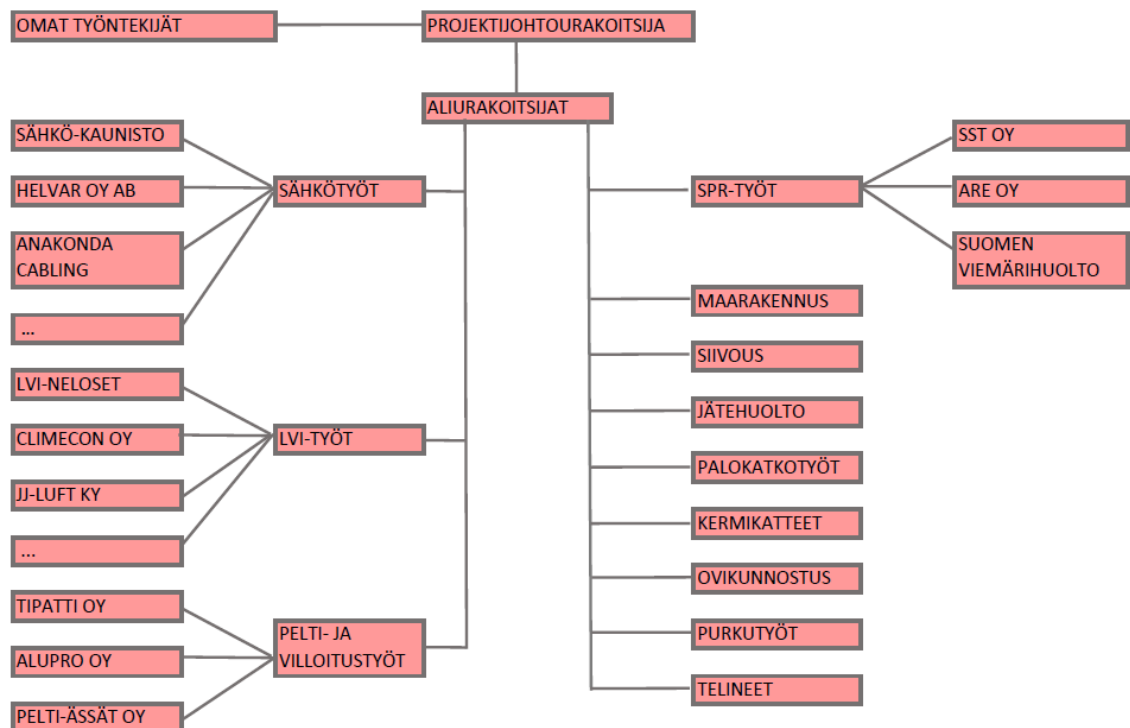 OMAT TYÖNTEKIJÄT
PROJEKTIJOHTOURAKOITSIJA
ALIURAKOITSIJAT
SÄHKÖ-KAUNISTO
HELVAR OY AB
ANAKONDA
CABLING
...
SÄHKÖTYÖT
LVI-NELOSET
CLIMECON OY
JJ-LUFT KY
...
LVI-TYÖT
TIPATTI OY
ALUPRO OY
PELTI-ÄSSÄT OY
PELTI- JA
VILLOITUSTYÖT
SPR-TYÖT
SST OY
ARE OY
SUOMEN
VIEMÄRIHUOLTO
MAARAKENNUS
SIIVOUS
JÄTEHUOLTO
PALOKATKOTYÖT
KERMIKATTEET
OVIKUNNOSTUS
PURKUTYÖT
TELINEET